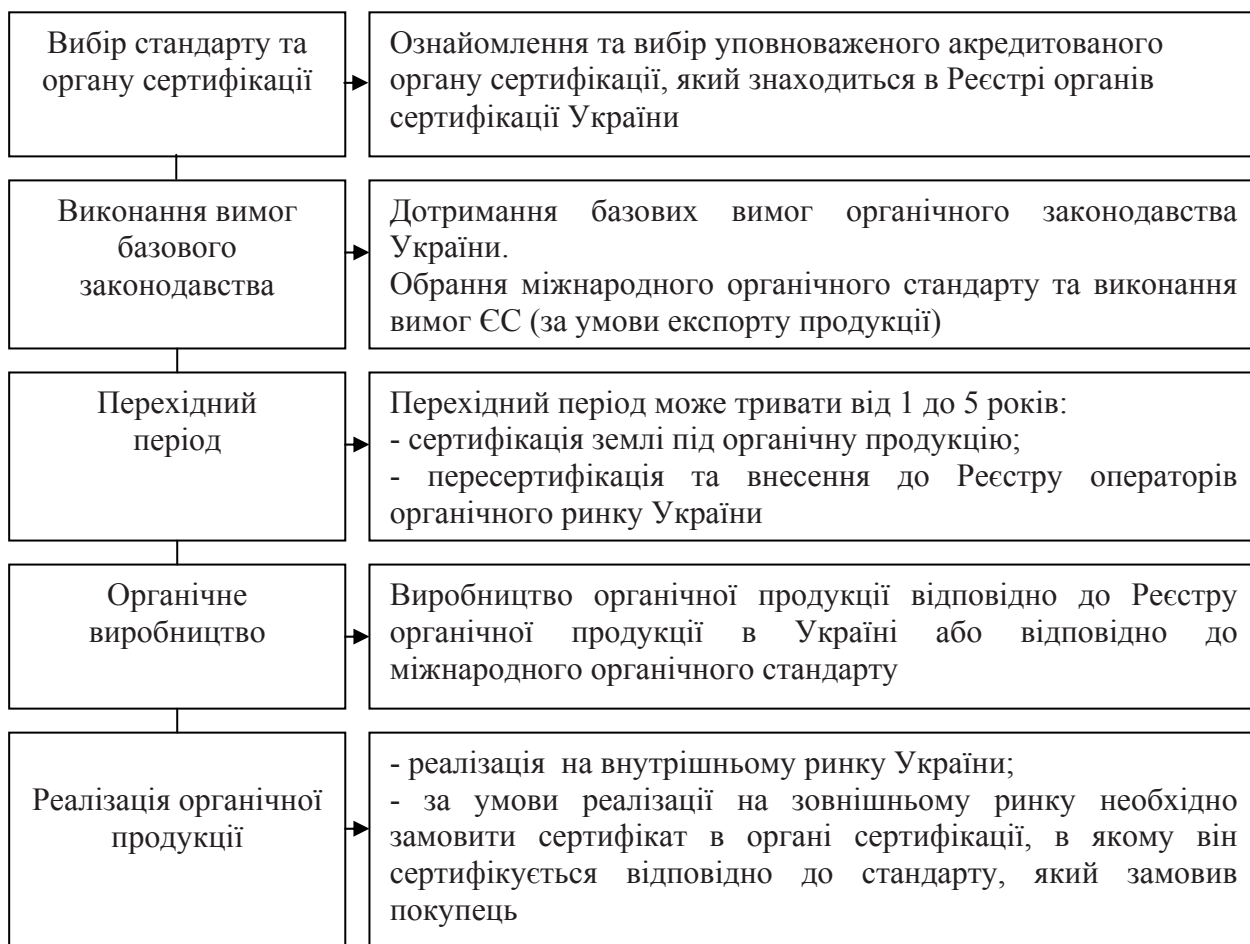 Вибір стандарту та
органу сертифікації
Ознайомлення та вибір уповноваженого акредитованого
органу сертифікації, який знаходиться в Реєстрі органів
сертифікації України
Виконання вимог
базового
законодавства
Дотримання базових вимог органічного законодавства
України.
Обрання міжнародного органічного стандарту та виконання
вимог ЄС (за умови експорту продукції)
Перехідний
період
Перехідний період може тривати від 1 до 5 років:
- сертифікація землі під органічну продукцію;
- пересертифікація та внесення до Реєстру операторів
органічного ринку України
Органічне
виробництво
Виробництво органічної продукції відповідно до Реєстру
органічної продукції в Україні або відповідно до
міжнародного органічного стандарту
Реалізація органічної
продукції
- реалізація на внутрішньому ринку України;
- за умови реалізації на зовнішньому ринку необхідно
замовити сертифікат в органі сертифікації, в якому він
сертифікується відповідно до стандарту, який замовив
покупець